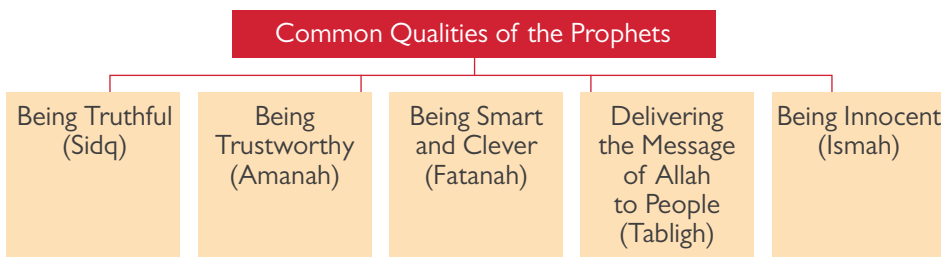 Common Qualities of the Prophets
Being Truthful
(Sidq)
Being
Trustworthy
(Amanah)
Being Smart
and Clever
(Fatanah)
Delivering
the Message
of Allah
to People
(Tabligh)
Being Innocent
(Ismah)